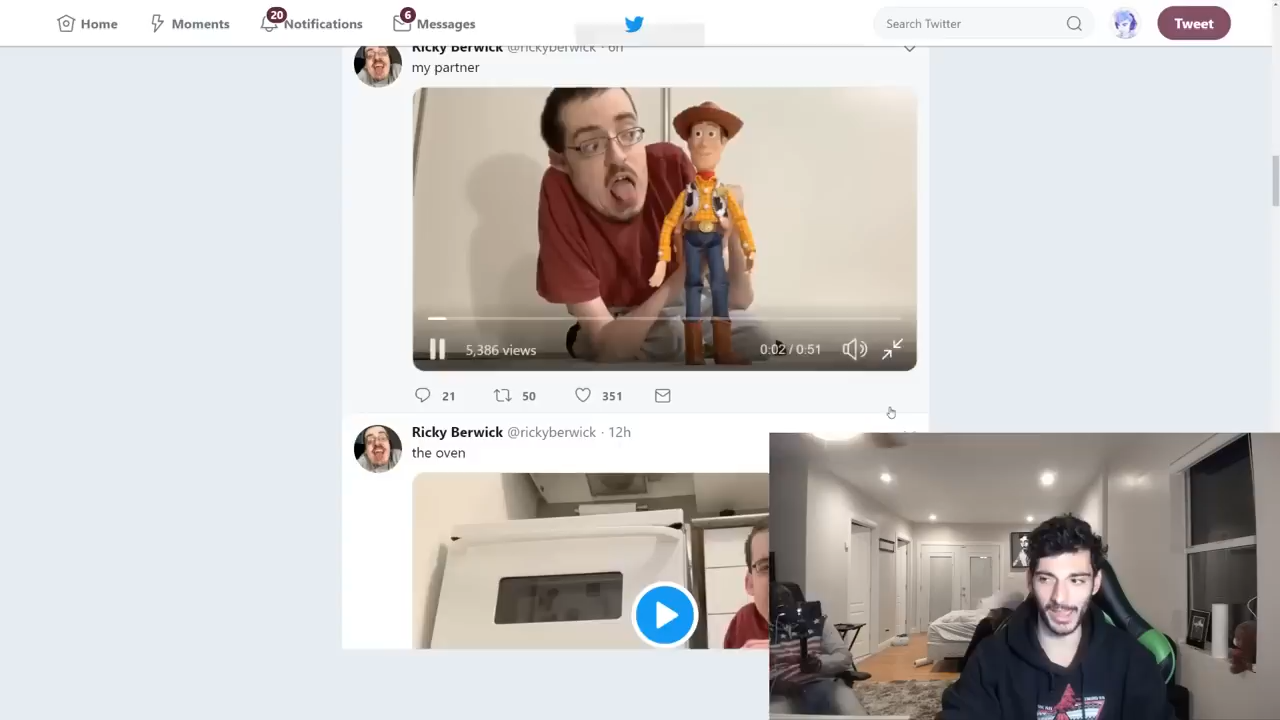 Home
Moments
20
Notifications
6
Messages
Search Twitter
Tweet
Ricky Berwick @rickyberwick · 6h
my partner
5,386 views
0:02 / 0:51
21
50
351
Ricky Berwick @rickyberwick · 12h
the oven